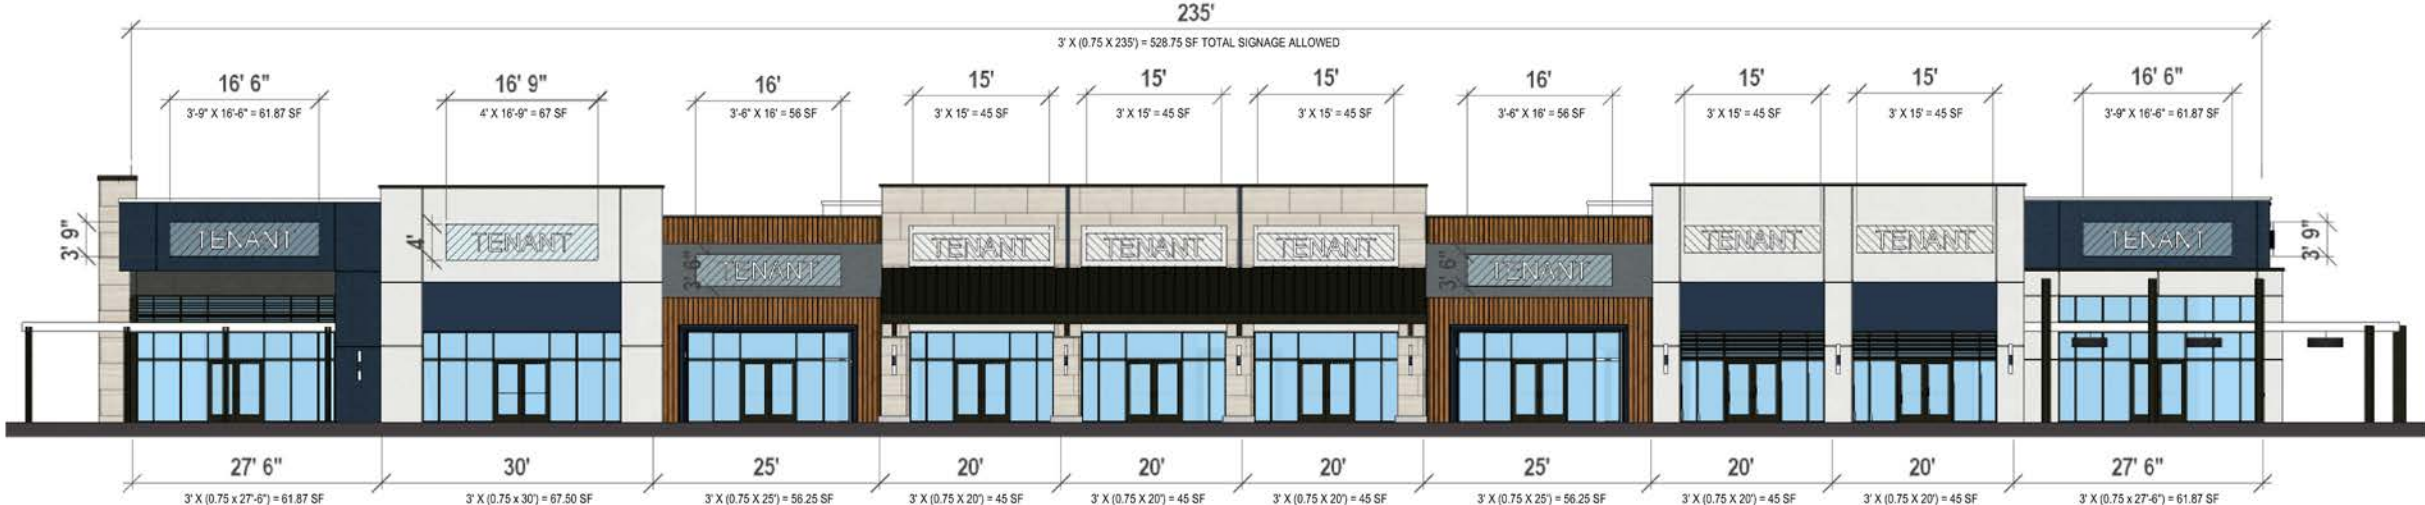 235'
3' X (0.75 X 235') = 528.75 SF TOTAL SIGNAGE ALLOWED
16' 6"
16' 9"
16'
15'
15'
15'
16'
15'
15'
16' 6"
3'-9" X 16'-6" = 61.87 SF
4' X 16'-9" = 67 SF
3'-6" X 16' = 56 SF
3' X 15' = 45 SF
3' X 15' = 45 SF
3' X 15' = 45 SF
3'-6" X 16' = 56 SF
3' X 15' = 45 SF
3' X 15' = 45 SF
3'-9" X 16'-6" = 61.87 SF
3' 9"
TENANT
4'
TENANT
3' 6"
TENANT
TENANT
TENANT
TENANT
3' 6"
TENANT
TENANT
TENANT
TENANT
3' 9"
27' 6"
30'
25'
20'
20'
20'
25'
20'
20'
27' 6"
3' X (0.75 x 27'-6") = 61.87 SF
3' X (0.75 x 30') = 67.50 SF
3' X (0.75 X 25') = 56.25 SF
3' X (0.75 X 20') = 45 SF
3' X (0.75 X 20') = 45 SF
3' X (0.75 X 20') = 45 SF
3' X (0.75 X 25') = 56.25 SF
3' X (0.75 X 20') = 45 SF
3' X (0.75 X 20') = 45 SF
3' X (0.75 x 27'-6") = 61.87 SF